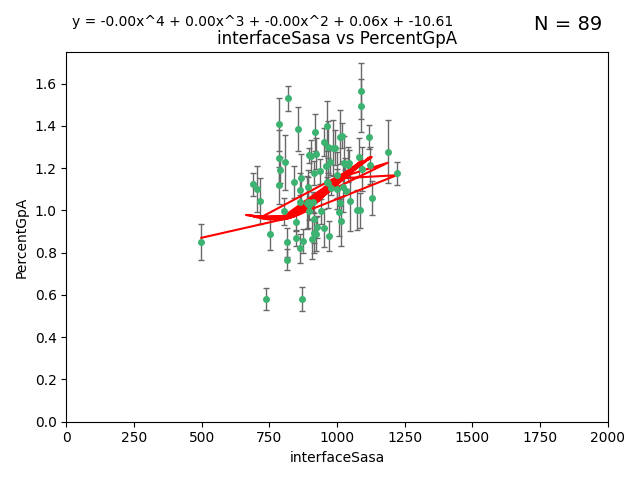 y = -0.00x^4 + 0.00x^3 + -0.00x^2 + 0.06x + -10.61
N = 89
interfaceSasa vs PercentGpA
1.6
1.4
1.2
1.0
0.8
0.6
0.4
0.2
0.0
PercentGpA
0 250 500 750 1000 1250 1500 1750 2000
interfaceSasa